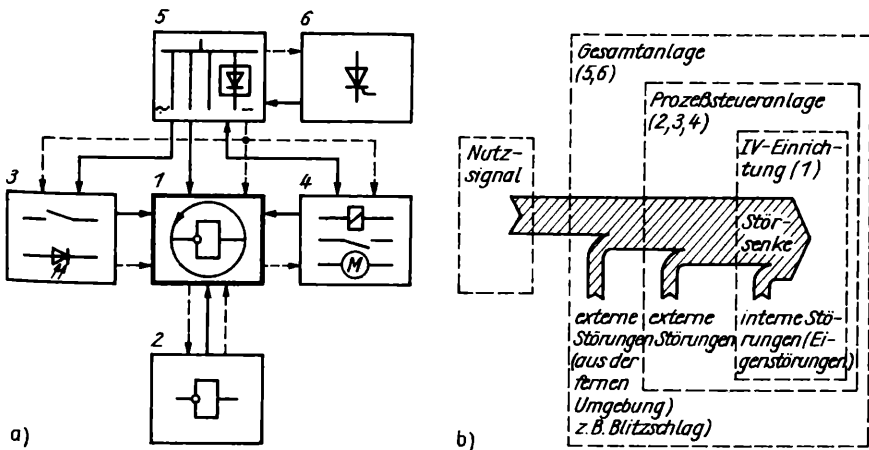 5
6
3
1
4
M
2
a)
Gesamtanlage
(5,6)
Prozeßsteueranlage
(2,3,4)
IV-Einrich-
tung (1)
Nutz-
signal
Stör-
senke
externe
Störungen
(aus der
fernen
Umgebung)
z.B. Blitzschlag)
externe
Störungen
interne Stö-
rungen (Ei-
genstörungen)
b)